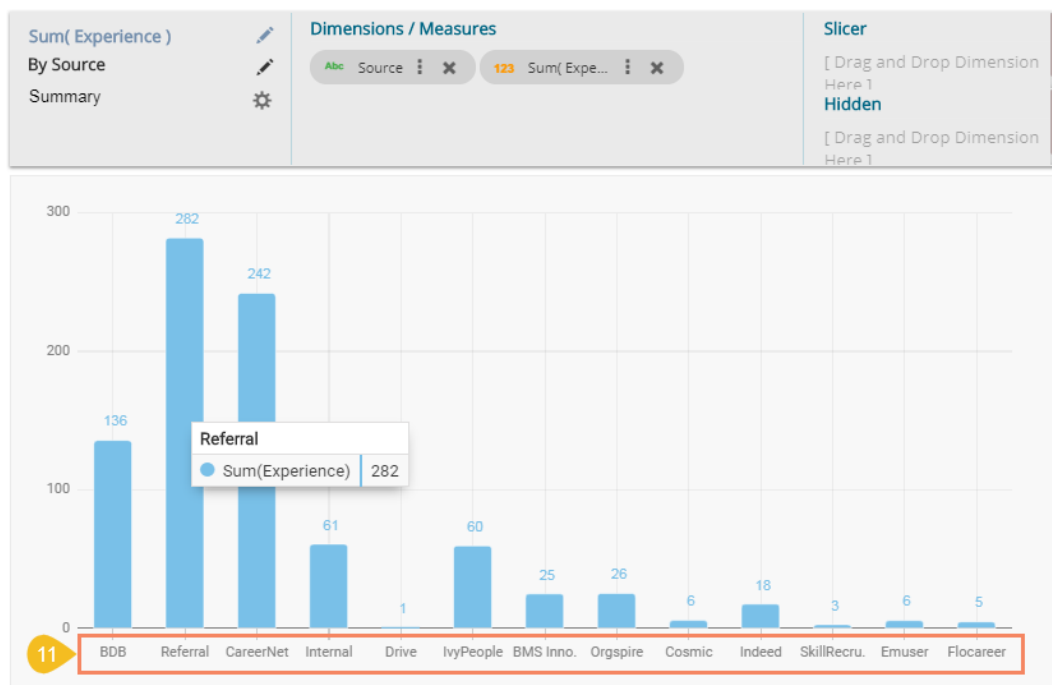 Sum( Experience )
By Source
Summary
Dimensions / Measures
Abc Source
123 Sum( Expe...
Slicer
[ Drag and Drop Dimension
Here ]
Hidden
[ Drag and Drop Dimension
Here ]
300
200
100
0
136
282
242
61
1
60
25
26
6
18
3
6
5
Referral
Sum(Experience) 282
11
BDB Referral CareerNet Internal Drive IvyPeople BMS Inno. Orgspire Cosmic Indeed SkillRecru. Emuser Flocareer